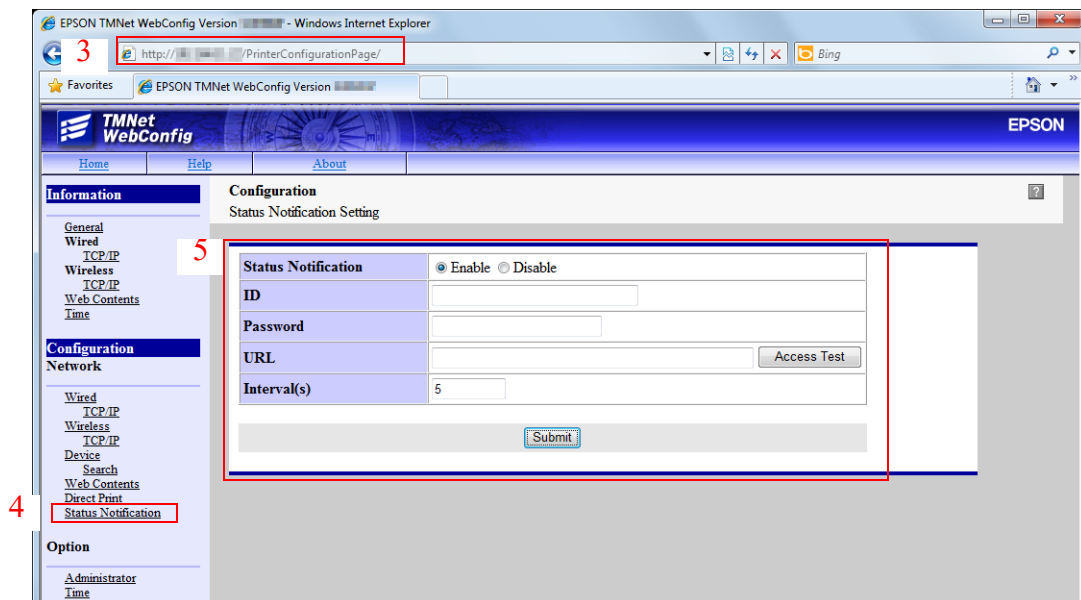 EPSON TMNet WebConfig Version - Windows Internet Explorer
3
http:// /PrinterConfigurationPage/
Bing
Favorites
EPSON TMNet WebConfig Version
TMNet
WebConfig
EPSON
Home Help About
Information
General
Wired
TCP/IP
Wireless
TCP/IP
Web Contents
Time
Configuration
Network
Wired
TCP/IP
Wireless
TCP/IP
Device
Search
Web Contents
Direct Print
4
Status Notification
Option
Administrator
Time
Configuration
?
Status Notification Setting
5
Status Notification Enable Disable
ID
Password
URL Access Test
Interval(s) 5
Submit